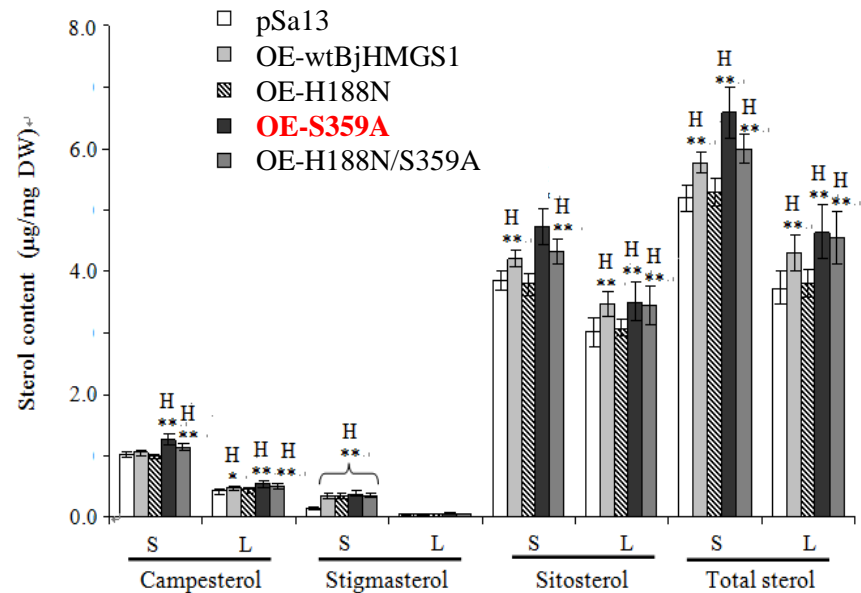 pSa13
OE-wtBjHMGS1
OE-H188N
OE-S359A
OE-H188N/S359A
Sterol content (µg/mg DW)
8.0
6.0
4.0
2.0
0.0
H
**
H
**
H
*
H
**
H
**
H
**
H
**
H
**
H
**
H
**
H
**
H
**
H
**
H
**
H
**
H
**
H
**
S
L
S
L
S
L
S
L
Campesterol
Stigmasterol
Sitosterol
Total sterol